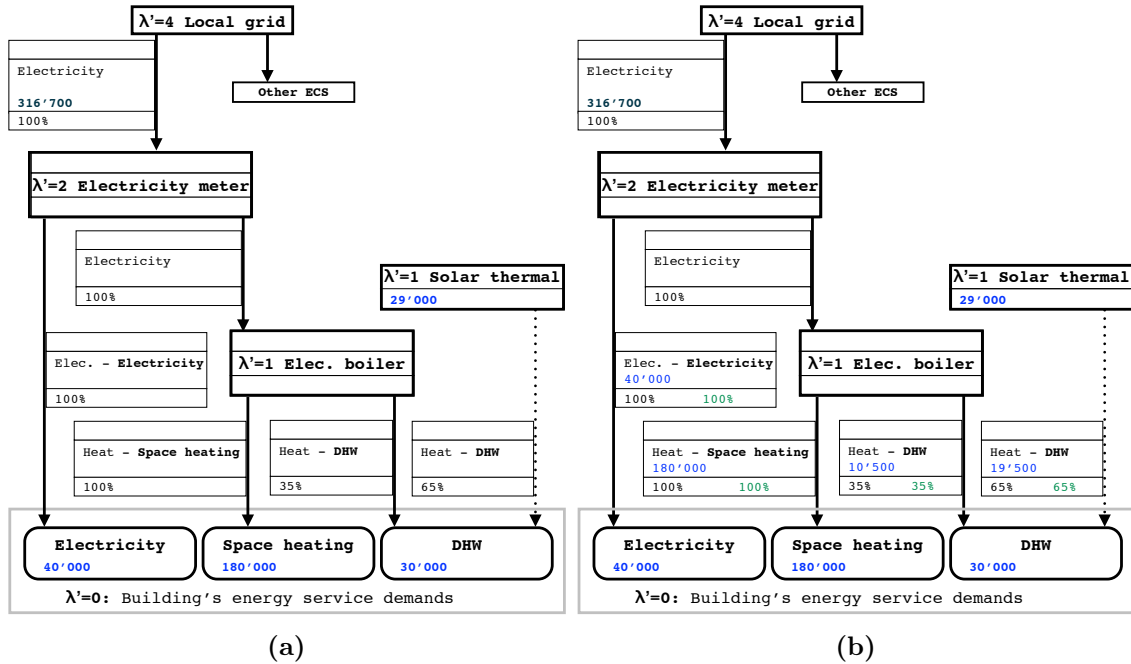 λ’=4 Local grid
Electricity
316’700
100%
Other ECS
λ’=2 Electricity meter
Electricity
100%
λ’=1 Solar thermal
29’000
Elec. – Electricity
100%
λ’=1 Elec. boiler
Heat – Space heating
100%
Heat – DHW
35%
Heat – DHW
65%
Electricity
40’000
Space heating
180’000
DHW
30’000
λ’=0: Building’s energy service demands
(a)
λ’=4 Local grid
Electricity
316’700
100%
Other ECS
λ’=2 Electricity meter
Electricity
100%
λ’=1 Solar thermal
29’000
Elec. – Electricity
40’000
100% 100%
λ’=1 Elec. boiler
Heat – Space heating
180’000
100% 100%
Heat – DHW
10’500
35% 35%
Heat – DHW
19’500
65% 65%
Electricity
40’000
Space heating
180’000
DHW
30’000
λ’=0: Building’s energy service demands
(b)